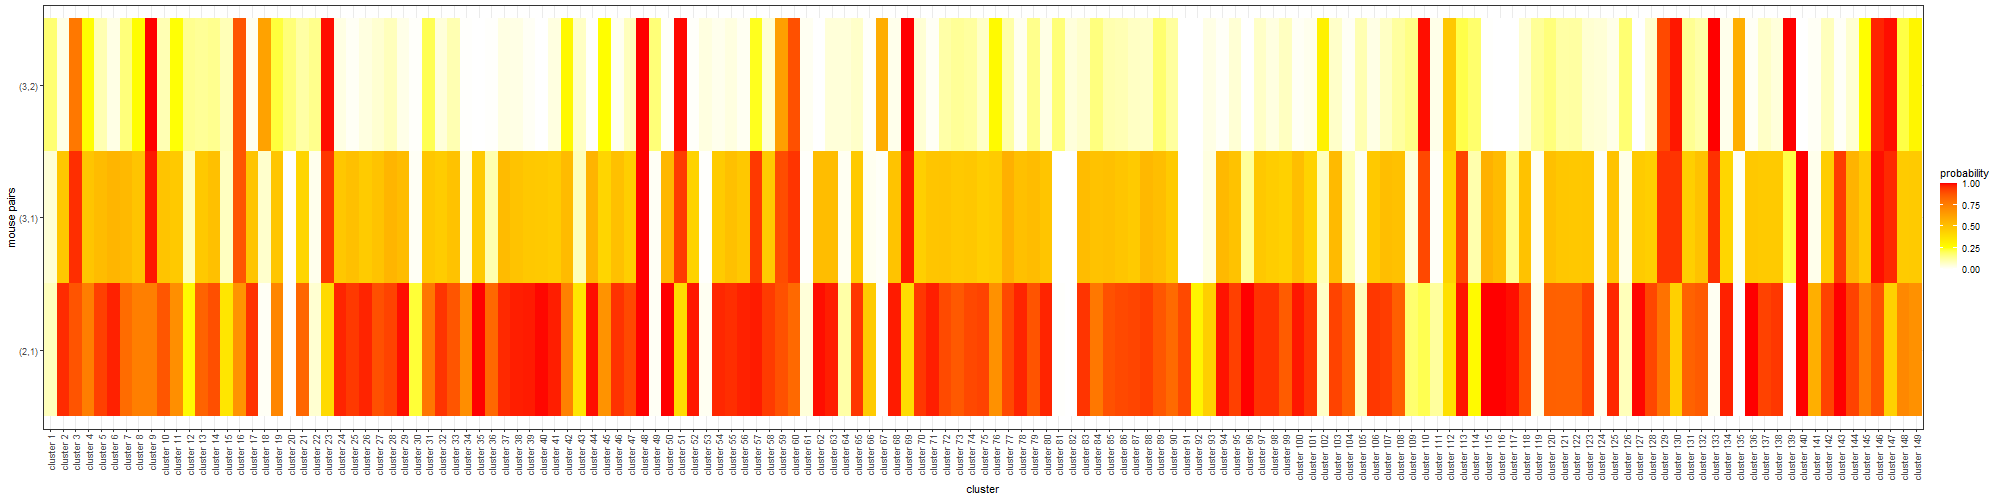 (3,2)
(3,1)
(2,1)
mouse pairs
cluster 1
cluster 2
cluster 3
cluster 4
cluster 5
cluster 6
cluster 7
cluster 8
cluster 9
cluster 10
cluster 11
cluster 12
cluster 13
cluster 14
cluster 15
cluster 16
cluster 17
cluster 18
cluster 19
cluster 20
cluster 21
cluster 22
cluster 23
cluster 24
cluster 25
cluster 26
cluster 27
cluster 28
cluster 29
cluster 30
cluster 31
cluster 32
cluster 33
cluster 34
cluster 35
cluster 36
cluster 37
cluster 38
cluster 39
cluster 40
cluster 41
cluster 42
cluster 43
cluster 44
cluster 45
cluster 46
cluster 47
cluster 48
cluster 49
cluster 50
cluster 51
cluster 52
cluster 53
cluster 54
cluster 55
cluster 56
cluster 57
cluster 58
cluster 59
cluster 60
cluster 61
cluster 62
cluster 63
cluster 64
cluster 65
cluster 66
cluster 67
cluster 68
cluster 69
cluster 70
cluster 71
cluster 72
cluster 73
cluster 74
cluster 75
cluster 76
cluster 77
cluster 78
cluster 79
cluster 80
cluster 81
cluster 82
cluster 83
cluster 84
cluster 85
cluster 86
cluster 87
cluster 88
cluster 89
cluster 90
cluster 91
cluster 92
cluster 93
cluster 94
cluster 95
cluster 96
cluster 97
cluster 98
cluster 99
cluster 100
cluster 101
cluster 102
cluster 103
cluster 104
cluster 105
cluster 106
cluster 107
cluster 108
cluster 109
cluster 110
cluster 111
cluster 112
cluster 113
cluster 114
cluster 115
cluster 116
cluster 117
cluster 118
cluster 119
cluster 120
cluster 121
cluster 122
cluster 123
cluster 124
cluster 125
cluster 126
cluster 127
cluster 128
cluster 129
cluster 130
cluster 131
cluster 132
cluster 133
cluster 134
cluster 135
cluster 136
cluster 137
cluster 138
cluster 139
cluster 140
cluster 141
cluster 142
cluster 143
cluster 144
cluster 145
cluster 146
cluster 147
cluster 148
cluster 149
cluster
probability
1.00
0.75
0.50
0.25
0.00